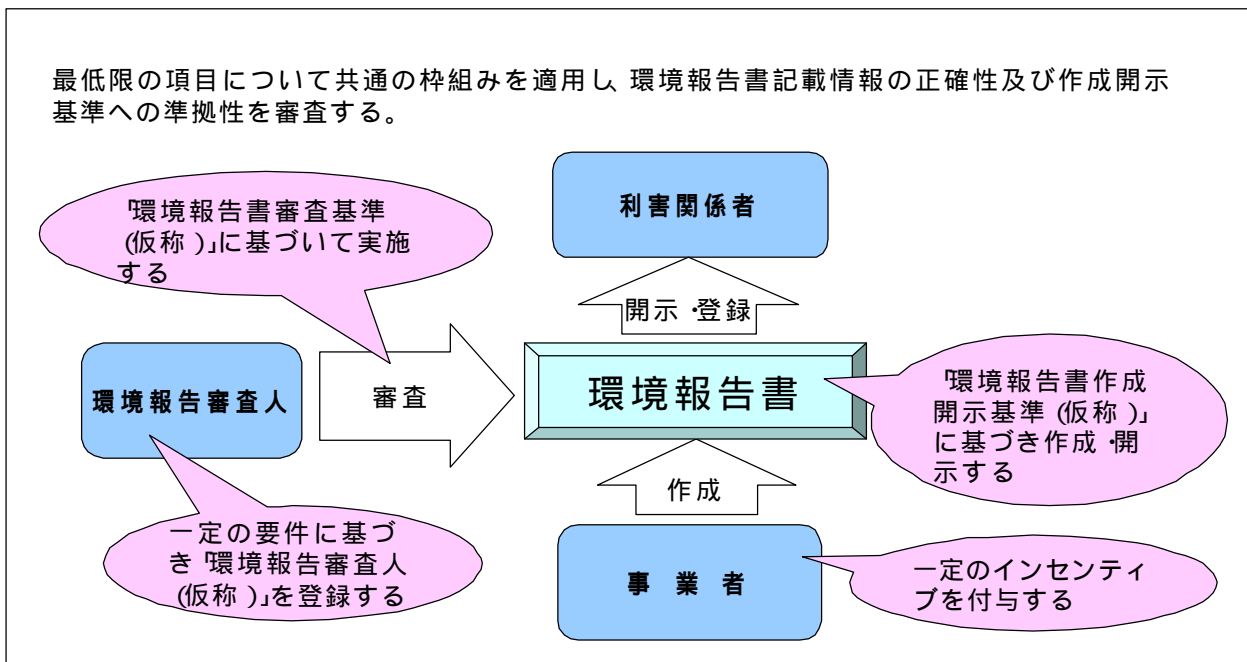 最低限の項目について共通の枠組みを適用し、環境報告書記載情報の正確性及び作成開示
基準への準拠性を審査する。
「環境報告書審査基準
(仮称)」に基づいて実施
する
利害関係者
開示・登録
環境報告審査人
審査
環境報告書
「環境報告書作成
開示基準(仮称)」
に基づき作成・開
示する
作成
一定の要件に基づ
き「環境報告審査人
(仮称)」を登録する
事業者
一定のインセンティ
ブを付与する